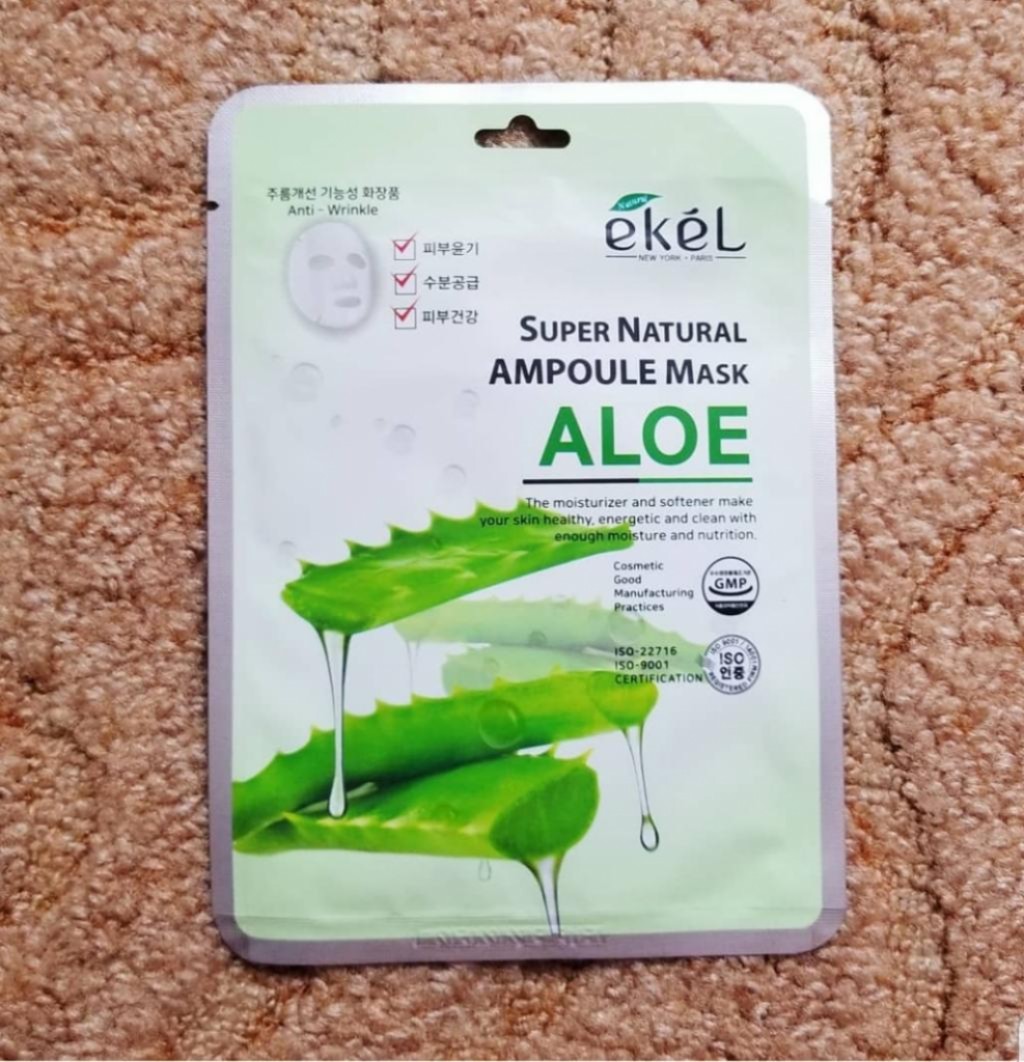 주름개선 기능성 화장품
Anti - Wrinkle
피부윤기
수분공급
피부건강
Natural
ēkéL
NEW YORK - PARIS
SUPER NATURAL
AMPOULE MASK
ALOE
The moisturizer and softener make
your skin healthy, energetic and clean with
enough moisture and nutrition.
Cosmetic
Good
Manufacturing
Practices
GMP
ISO-22716
ISO-9001
CERTIFICATION
ISO
인증